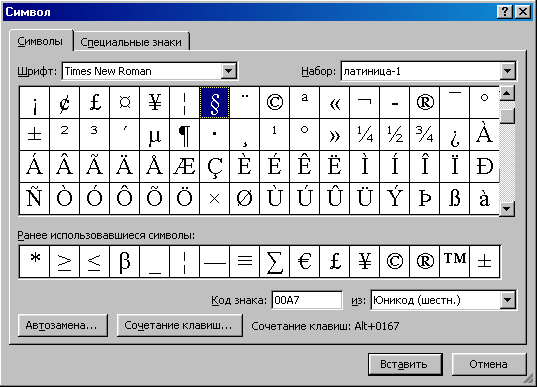 Символ
Символы Специальные знаки
Шрифт: Times New Roman Набор: латиница-1
¡ ¢ £ ¤ ¥ ¦ § ¨ © ª « ¬ - ® ¯ °
± ² ³ ´ µ ¶ · ¸ ¹ º » ¼ ½ ¾ ¿ À
Á Â Ã Ä Å Æ Ç È É Ê Ë Ì Í Î Ï Ð
Ñ Ò Ó Ô Õ Ö × Ø Ù Ú Û Ü Ý Þ ß à
Ранее использовавшиеся символы:
* ≥ ≤ β _ ¦ — ≡ ∑ € £ ¥ © ® ™ ±
Код знака: 00A7 из: Юникод (шестн.)
Автозамена... Сочетание клавиш... Сочетание клавиш: Alt+0167
Вставить Отмена